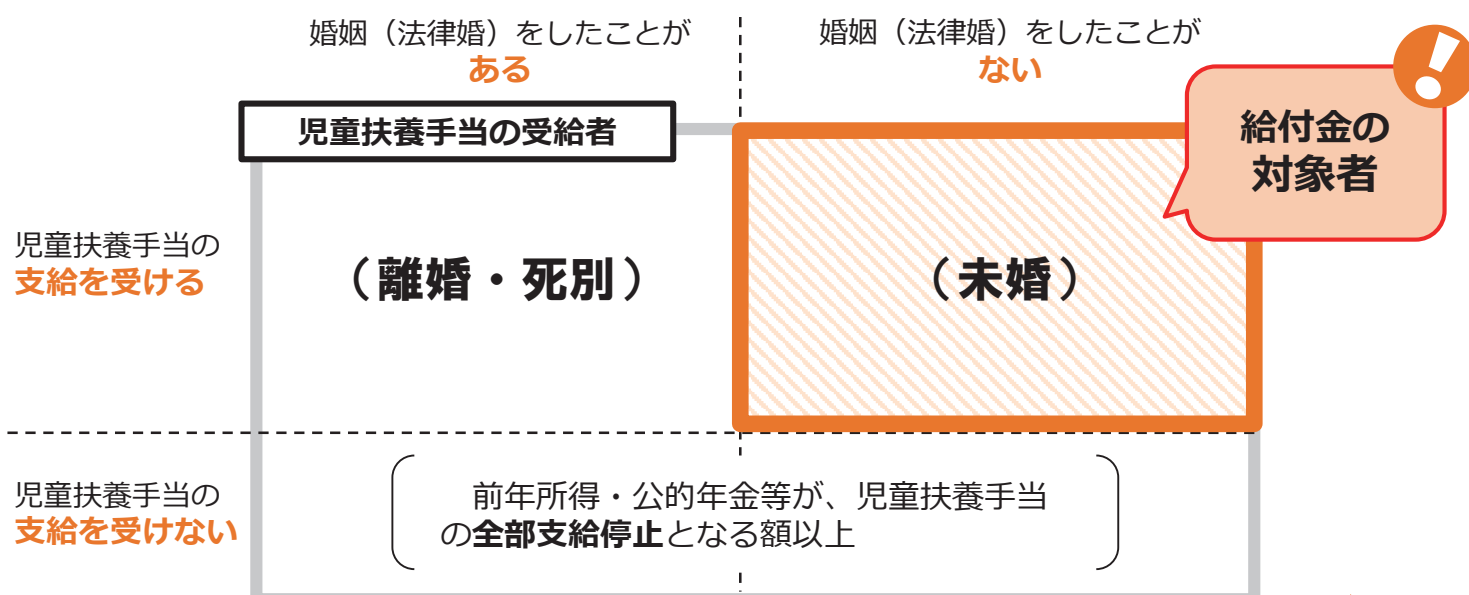 婚姻（法律婚）をしたことが
ある
婚姻（法律婚）をしたことが
ない
給付金の
対象者
児童扶養手当の受給者
児童扶養手当の
支給を受ける
（離婚・死別）
（未婚）
児童扶養手当の
支給を受けない
前年所得・公的年金等が、児童扶養手当
の全部支給停止となる額以上